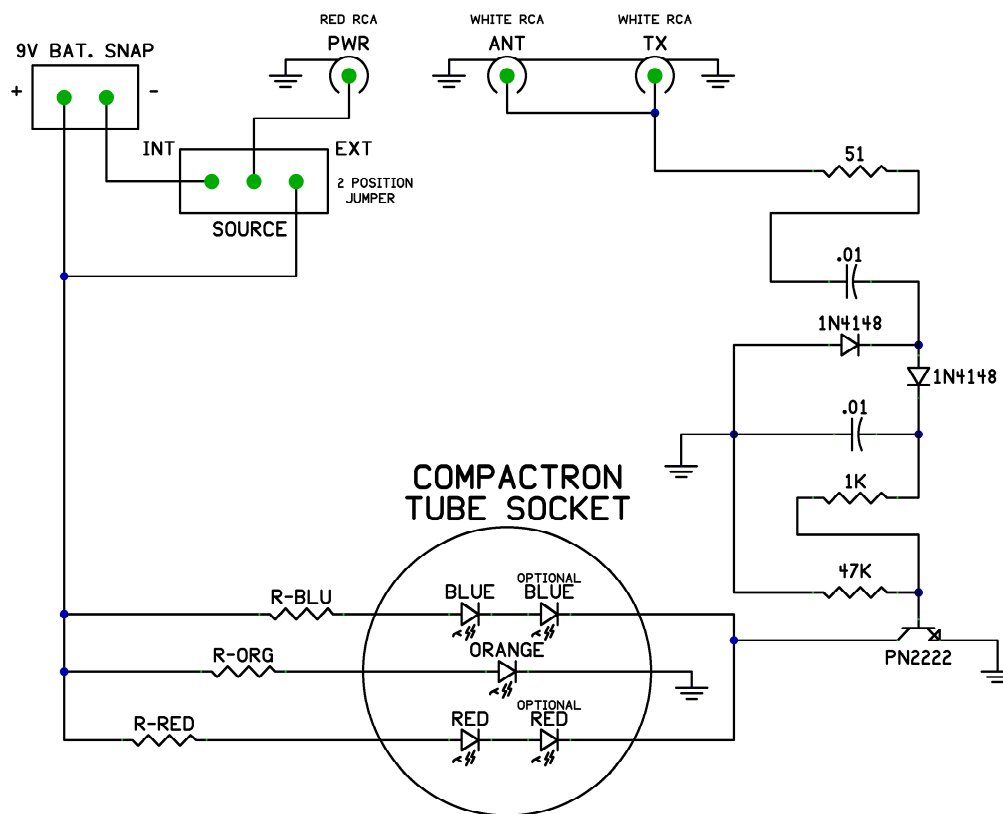 RED RCA
PWR
WHITE RCA
ANT
WHITE RCA
TX
9V BAT. SNAP
+
-
INT
EXT
2 POSITION
JUMPER
SOURCE
51
.01
1N4148
1N4148
.01
COMPACTRON
TUBE SOCKET
1K
47K
R-BLU
BLUE
OPTIONAL
BLUE
R-ORG
ORANGE
PN2222
R-RED
RED
OPTIONAL
RED